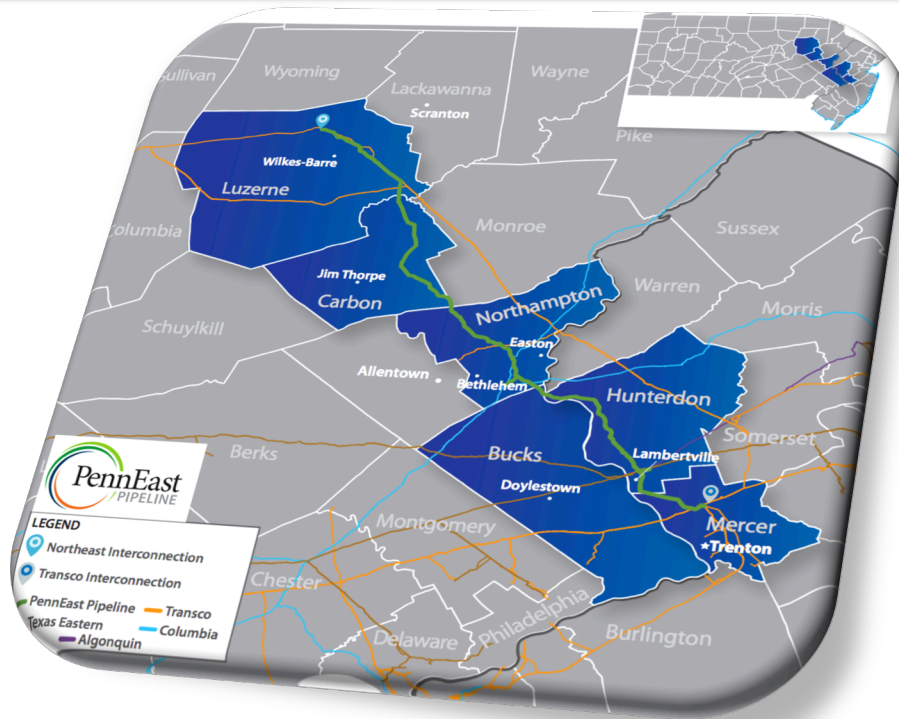 Sullivan
Wyoming
Lackawanna
Scranton
Wayne
Pike
Wilkes-Barre
Luzerne
Columbia
Monroe
Sussex
Jim Thorpe
Carbon
Northampton
Warren
Morris
Schuylkill
Easton
Allentown
Bethlehem
Hunterdon
Somerset
Berks
Bucks
Lambertville
Doylestown
Montgomery
Mercer
★Trenton
Chester
Philadelphia
Delaware
Burlington
PennEast
PIPELINE
LEGEND
Northeast Interconnection
Transco Interconnection
PennEast Pipeline Transco
Texas Eastern Columbia
Algonquin